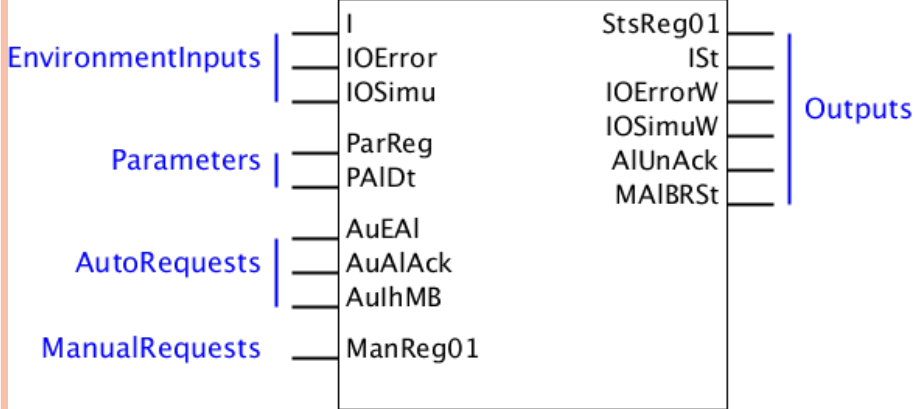 I
StsReg01
EnvironmentInputs
IOError
ISt
IOSimu
IOErrorW
Outputs
IOSimuW
Parameters
ParReg
AlUnAck
PAlDt
MAlBRSt
AuEAl
AutoRequests
AuAlAck
AuIhMB
ManualRequests
ManReg01